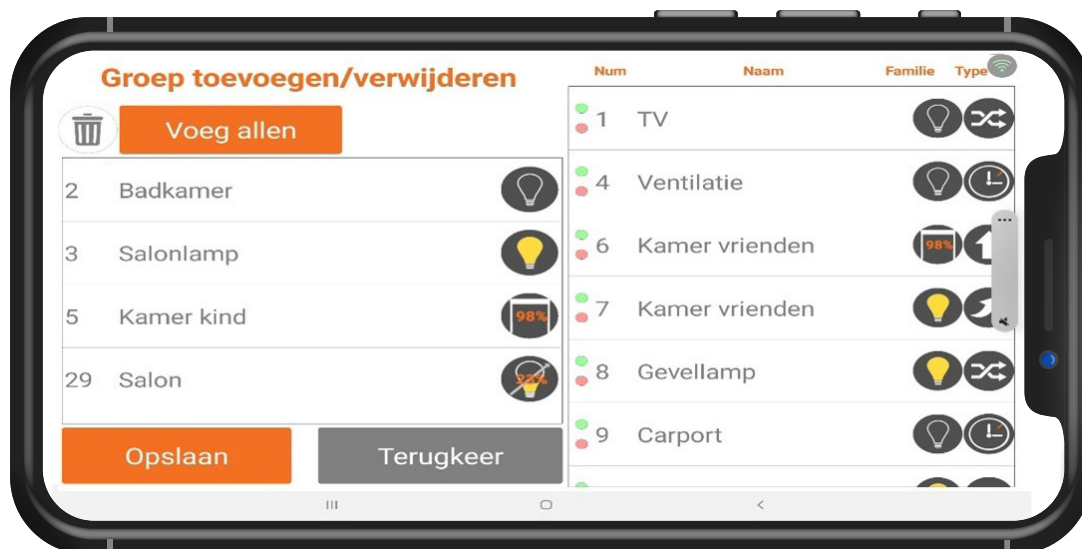 Groep toevoegen/verwijderen
Voeg allen
2 Badkamer
3 Salonlamp
5 Kamer kind 98%
29 Salon 23%
Opslaan Terugkeer
Num Naam Familie Type
1 TV
4 Ventilatie
6 Kamer vrienden 98%
7 Kamer vrienden
8 Gevellamp
9 Carport